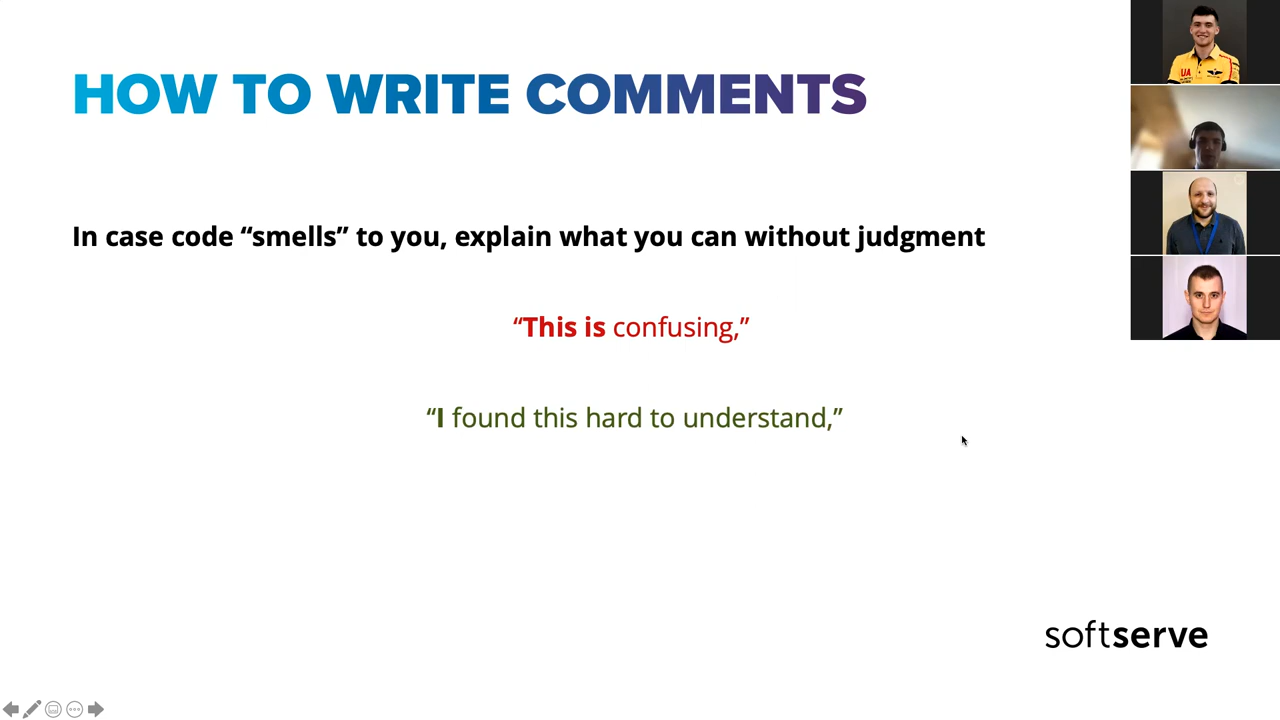 HOW TO WRITE COMMENTS
In case code “smells” to you, explain what you can without judgment
“This is confusing,”
“I found this hard to understand,”
softserve
UA